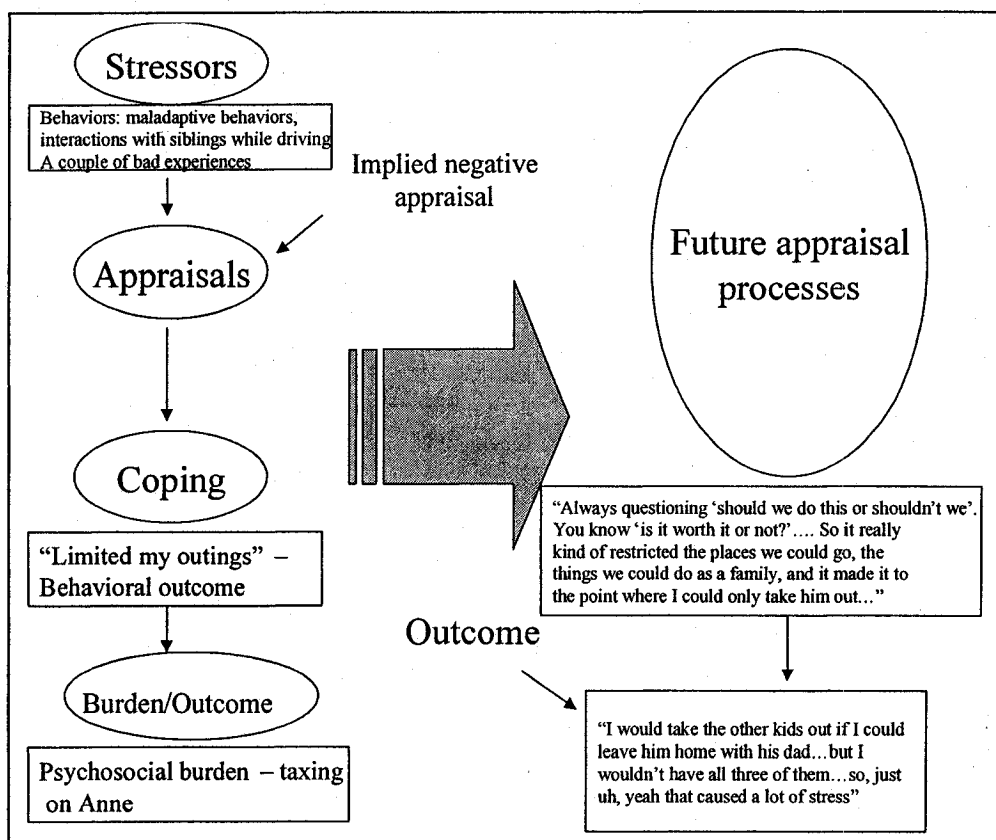 Stressors
Behaviors: maladaptive behaviors,
interactions with siblings while driving
A couple of bad experiences
Implied negative
appraisal
Appraisals
Coping
“Limited my outings” –
Behavioral outcome
Burden/Outcome
Psychosocial burden – taxing
on Anne
Future appraisal
processes
“Always questioning ‘should we do this or shouldn’t we’.
You know ‘is it worth it or not?’.... So it really
kind of restricted the places we could go, the
things we could do as a family, and it made it to
the point where I could only take him out...”
Outcome
“I would take the other kids out if I could
leave him home with his dad...but I
wouldn’t have all three of them...so, just
uh, yeah that caused a lot of stress”